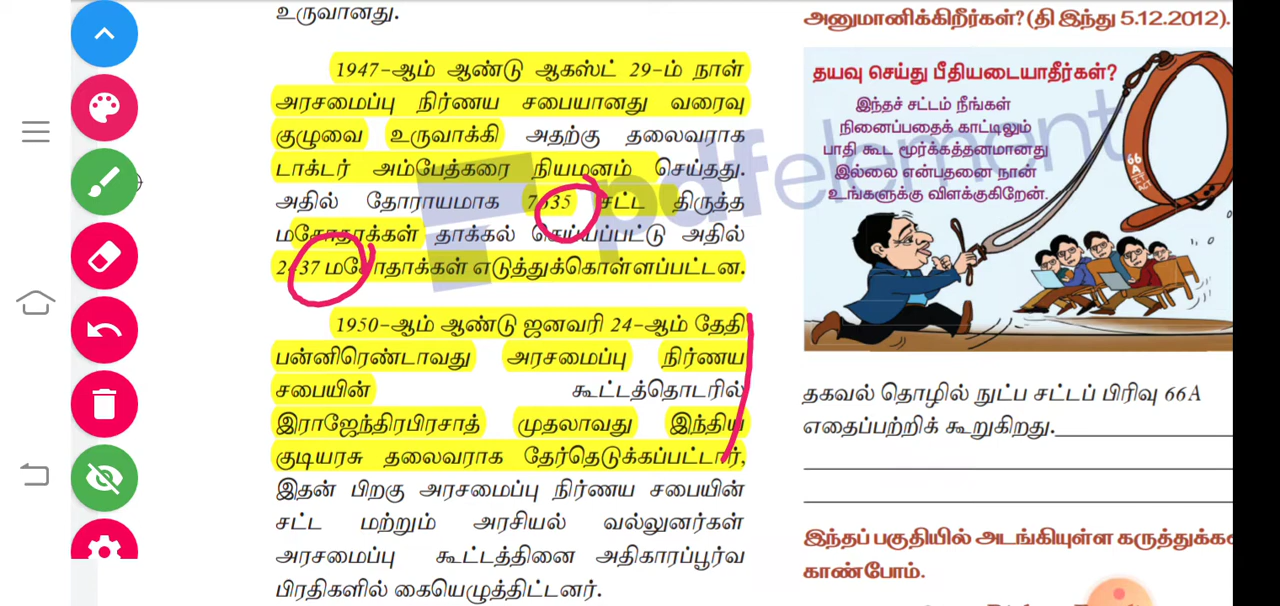 உருவானது.
1947-ஆம் ஆண்டு ஆகஸ்ட் 29-ம் நாள்
அரசமைப்பு நிர்ணய சபையானது வரைவு
குழுவை உருவாக்கி அதற்கு தலைவராக
டாக்டர் அம்பேத்கரை நியமனம் செய்தது.
அதில் தோராயமாக 7635 சட்ட திருத்த
மசோதாக்கள் தாக்கல் செய்யப்பட்டு அதில்
2437 மசோதாக்கள் எடுத்துக்கொள்ளப்பட்டன.
1950-ஆம் ஆண்டு ஜனவரி 24-ஆம் தேதி
பன்னிரெண்டாவது அரசமைப்பு நிர்ணய
சபையின் கூட்டத்தொடரில்
இராஜேந்திரபிரசாத் முதலாவது இந்திய
குடியரசு தலைவராக தேர்தெடுக்கப்பட்டார்,
இதன் பிறகு அரசமைப்பு நிர்ணய சபையின்
சட்ட மற்றும் அரசியல் வல்லுனர்கள்
அரசமைப்பு கூட்டத்தினை அதிகாரப்பூர்வ
பிரதிகளில் கையெழுத்திட்டனர்.
அனுமானிக்கிறீர்கள்? (தி இந்து 5.12.2012).
தயவு செய்து பீதியடையாதீர்கள்?
இந்தச் சட்டம் நீங்கள்
நினைப்பதைக் காட்டிலும்
பாதி கூட மூர்க்கத்தனமானது
இல்லை என்பதனை நான்
உங்களுக்கு விளக்குகிறேன்.
66
A
தகவல் தொழில் நுட்ப சட்டப் பிரிவு 66A
எதைப்பற்றிக் கூறுகிறது.
இந்தப் பகுதியில் அடங்கியுள்ள
காண்போம்.
pdfelement